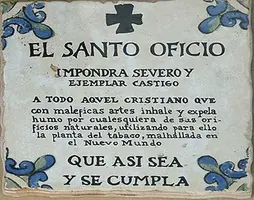 EL SANTO OFICIO
IMPONDRA SEVERO Y
EJEMPLAR CASTIGO
A TODO AQVEL CRISTIANO QVE
con maleficas artes inhale y expela
humo por cualesquiera de sus ori-
ficios naturales, utilizando para ello
la planta del tabaco, malhallada en
el Nuevo Mundo
QUE ASI SEA
Y SE CUMPLA